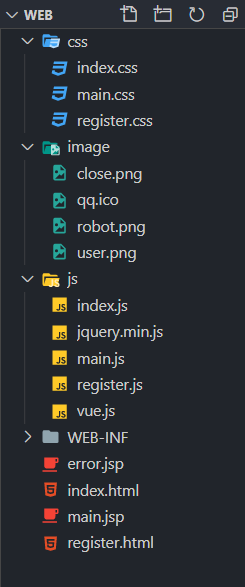 WEB
css
index.css
main.css
register.css
image
close.png
qq.ico
robot.png
user.png
js
index.js
jquery.min.js
main.js
register.js
vue.js
WEB-INF
error.jsp
index.html
main.jsp
register.html